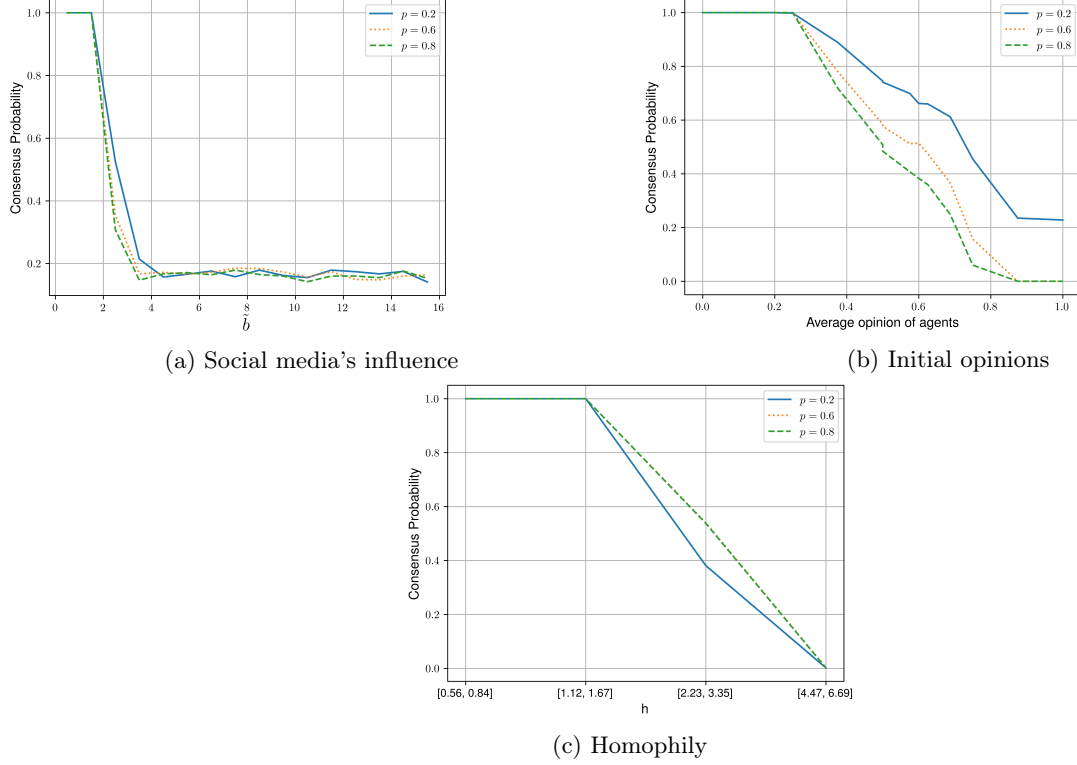 1.0
0.8
0.6
0.4
0.2
Consensus Probability
p = 0.2
p = 0.6
p = 0.8
0 2 4 6 8 10 12 14 16
b̃
(a) Social media's influence
1.0
0.8
0.6
0.4
0.2
0.0
Consensus Probability
p = 0.2
p = 0.6
p = 0.8
0.0 0.2 0.4 0.6 0.8 1.0
Average opinion of agents
(b) Initial opinions
1.0
0.8
0.6
0.4
0.2
0.0
Consensus Probability
p = 0.2
p = 0.6
p = 0.8
[0.56, 0.84] [1.12, 1.67] [2.23, 3.35] [4.47, 6.69]
h
(c) Homophily